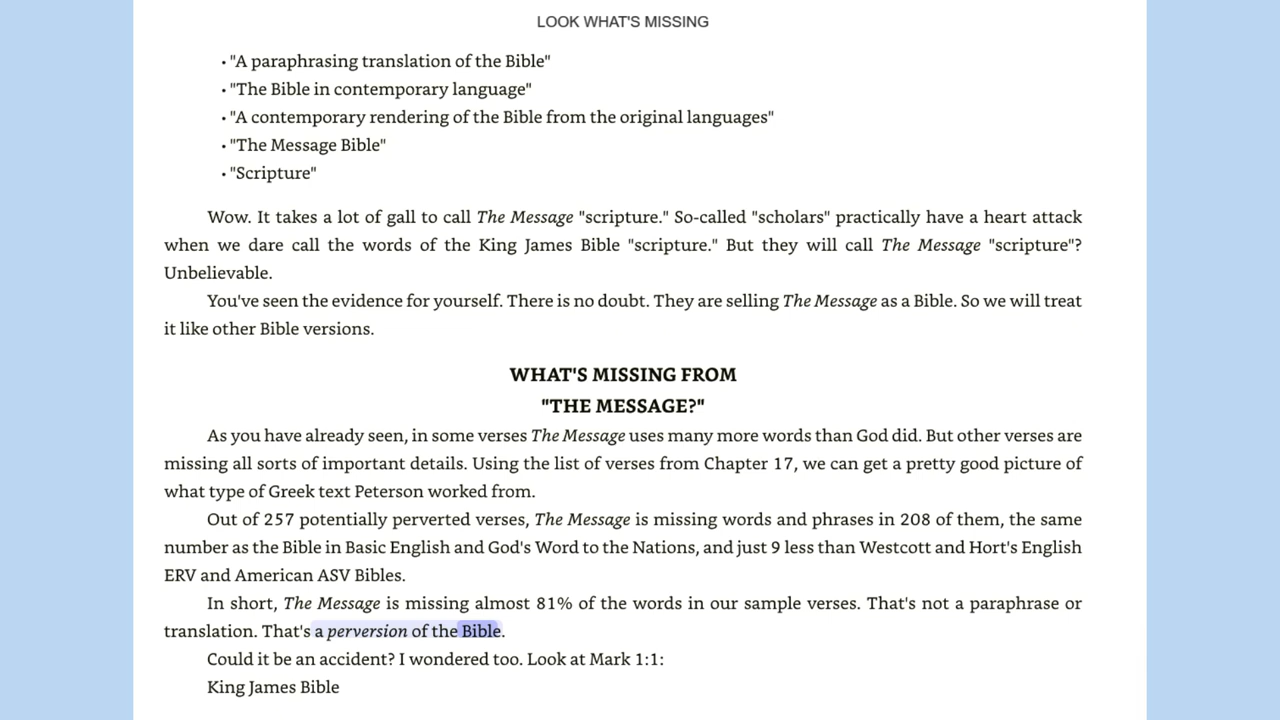 LOOK WHAT'S MISSING
• "A paraphrasing translation of the Bible"
• "The Bible in contemporary language"
• "A contemporary rendering of the Bible from the original languages"
• "The Message Bible"
• "Scripture"
Wow. It takes a lot of gall to call The Message "scripture." So-called "scholars" practically have a heart attack
when we dare call the words of the King James Bible "scripture." But they will call The Message "scripture"?
Unbelievable.
You've seen the evidence for yourself. There is no doubt. They are selling The Message as a Bible. So we will treat
it like other Bible versions.
WHAT'S MISSING FROM
"THE MESSAGE?"
As you have already seen, in some verses The Message uses many more words than God did. But other verses are
missing all sorts of important details. Using the list of verses from Chapter 17, we can get a pretty good picture of
what type of Greek text Peterson worked from.
Out of 257 potentially perverted verses, The Message is missing words and phrases in 208 of them, the same
number as the Bible in Basic English and God's Word to the Nations, and just 9 less than Westcott and Hort's English
ERV and American ASV Bibles.
In short, The Message is missing almost 81% of the words in our sample verses. That's not a paraphrase or
translation. That's a perversion of the Bible.
Could it be an accident? I wondered too. Look at Mark 1:1:
King James Bible